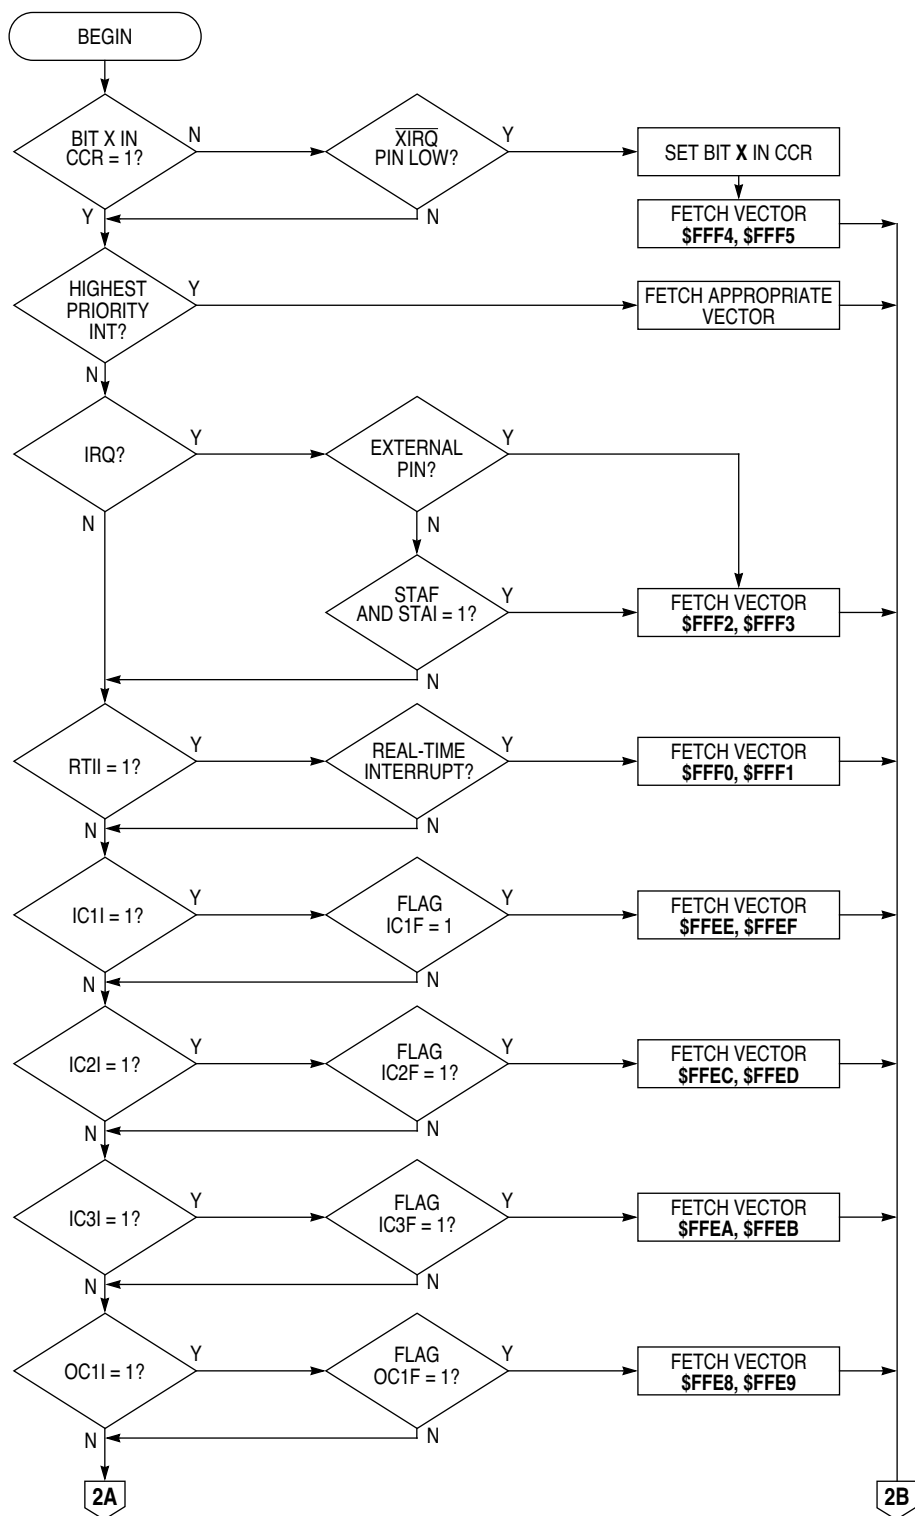 BEGIN
BIT X IN
CCR = 1?
N
XIRQ
PIN LOW?
Y
SET BIT X IN CCR
Y
N
FETCH VECTOR
$FFF4, $FFF5
HIGHEST
PRIORITY
INT?
Y
FETCH APPROPRIATE
VECTOR
N
IRQ?
Y
EXTERNAL
PIN?
Y
N
N
STAF
AND STAI = 1?
Y
FETCH VECTOR
$FFF2, $FFF3
N
RTII = 1?
Y
REAL-TIME
INTERRUPT?
Y
FETCH VECTOR
$FFF0, $FFF1
N
N
IC1I = 1?
Y
FLAG
IC1F = 1
Y
FETCH VECTOR
$FFEE, $FFEF
N
N
IC2I = 1?
Y
FLAG
IC2F = 1?
Y
FETCH VECTOR
$FFEC, $FFED
N
N
IC3I = 1?
Y
FLAG
IC3F = 1?
Y
FETCH VECTOR
$FFEA, $FFEB
N
N
OC1I = 1?
Y
FLAG
OC1F = 1?
Y
FETCH VECTOR
$FFE8, $FFE9
N
N
2A
2B